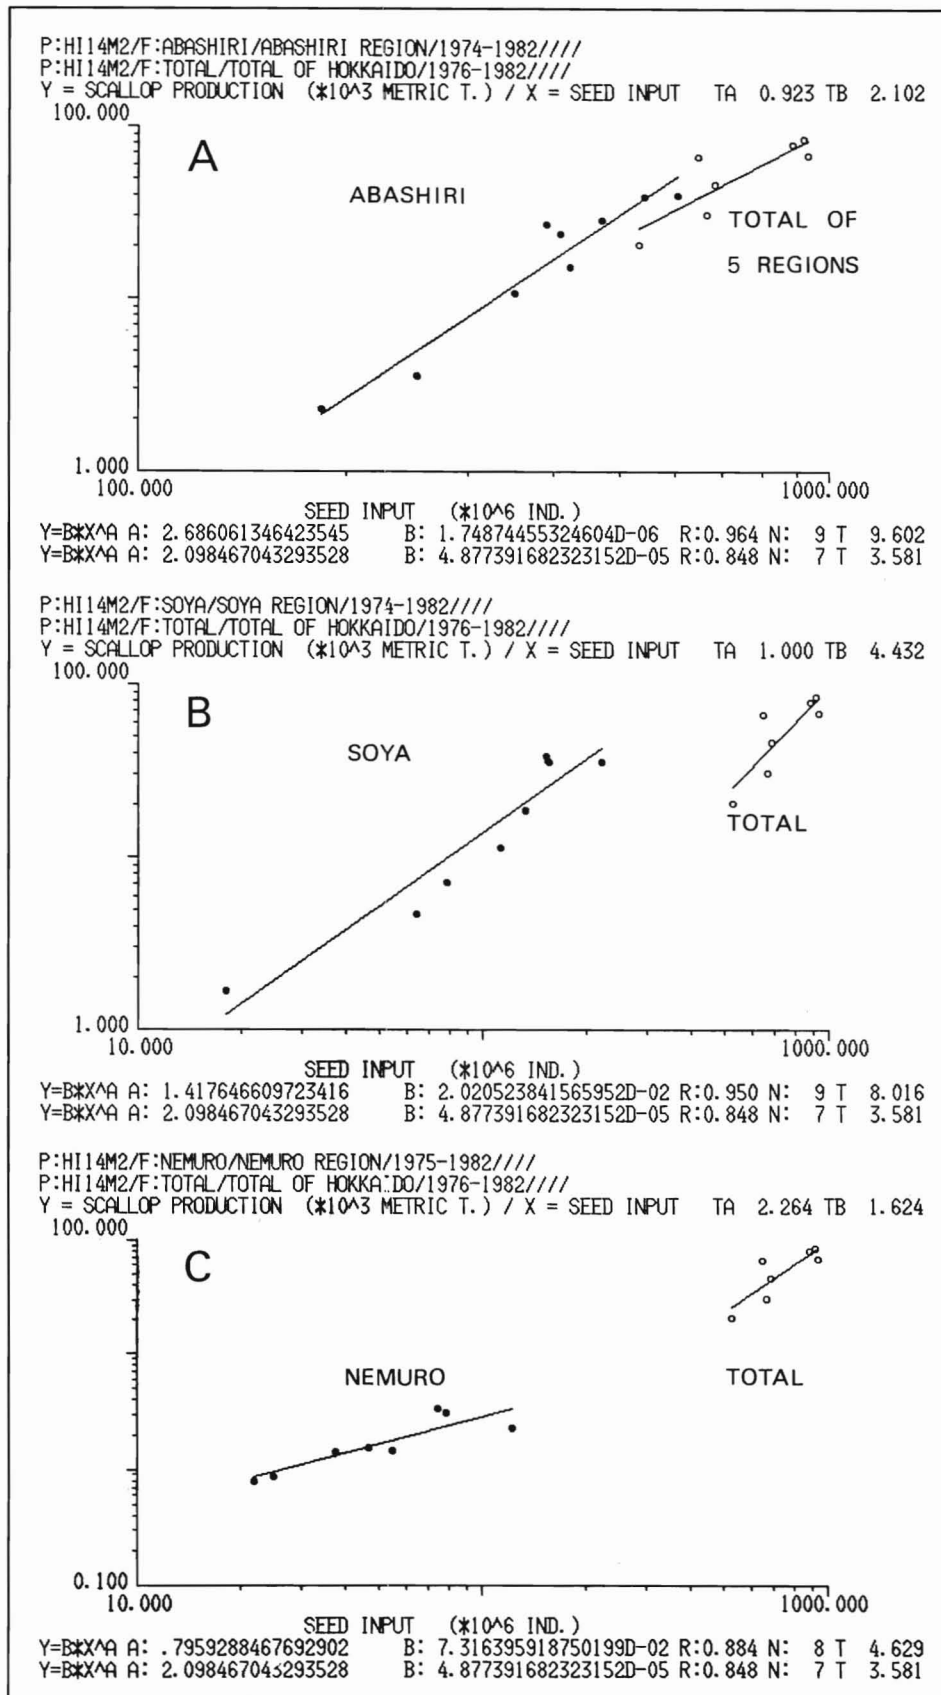 P:HI14M2/F:ABASHIRI/ABASHIRI REGION/1974-1982////
P:HI14M2/F:TOTAL/TOTAL OF HOKKAIDO/1976-1982////
Y = SCALLOP PRODUCTION (*10^3 METRIC T.) / X = SEED INPUT TA 0.923 TB 2.102
100.000
A
ABASHIRI
TOTAL OF
5 REGIONS
1.000
100.000 1000.000
SEED INPUT (*10^6 IND.)
Y=B*X^A A: 2.686061346423545 B: 1.74874455324604D-06 R:0.964 N: 9 T 9.602
Y=B*X^A A: 2.098467043293528 B: 4.877391682323152D-05 R:0.848 N: 7 T 3.581
P:HI14M2/F:SOYA/SOYA REGION/1974-1982////
P:HI14M2/F:TOTAL/TOTAL OF HOKKAIDO/1976-1982////
Y = SCALLOP PRODUCTION (*10^3 METRIC T.) / X = SEED INPUT TA 1.000 TB 4.432
100.000
B
SOYA
TOTAL
1.000
10.000 1000.000
SEED INPUT (*10^6 IND.)
Y=B*X^A A: 1.417646609723416 B: 2.020523841565952D-02 R:0.950 N: 9 T 8.016
Y=B*X^A A: 2.098467043293528 B: 4.877391682323152D-05 R:0.848 N: 7 T 3.581
P:HI14M2/F:NEMURO/NEMURO REGION/1975-1982////
P:HI14M2/F:TOTAL/TOTAL OF HOKKAIDO/1976-1982////
Y = SCALLOP PRODUCTION (*10^3 METRIC T.) / X = SEED INPUT TA 2.264 TB 1.624
100.000
C
NEMURO
TOTAL
0.100
10.000 1000.000
SEED INPUT (*10^6 IND.)
Y=B*X^A A: .7959288467692902 B: 7.316395918750199D-02 R:0.884 N: 8 T 4.629
Y=B*X^A A: 2.098467043293528 B: 4.877391682323152D-05 R:0.848 N: 7 T 3.581